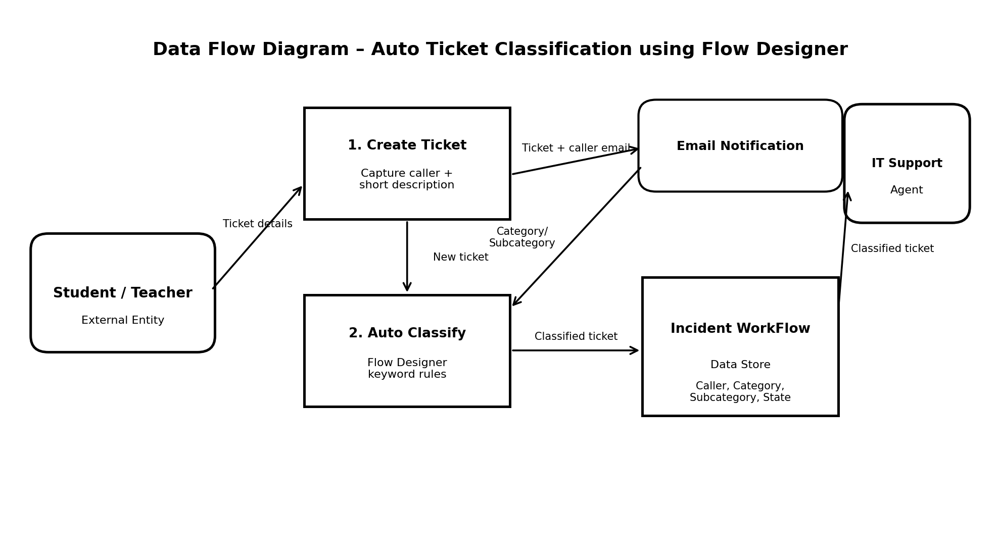 Data Flow Diagram – Auto Ticket Classification using Flow Designer
1. Create Ticket
Capture caller +
short description
Ticket + caller email
Email Notification
IT Support
Agent
Ticket details
Category/
Subcategory
New ticket
Classified ticket
Student / Teacher
External Entity
2. Auto Classify
Flow Designer
keyword rules
Classified ticket
Incident WorkFlow
Data Store
Caller, Category,
Subcategory, State